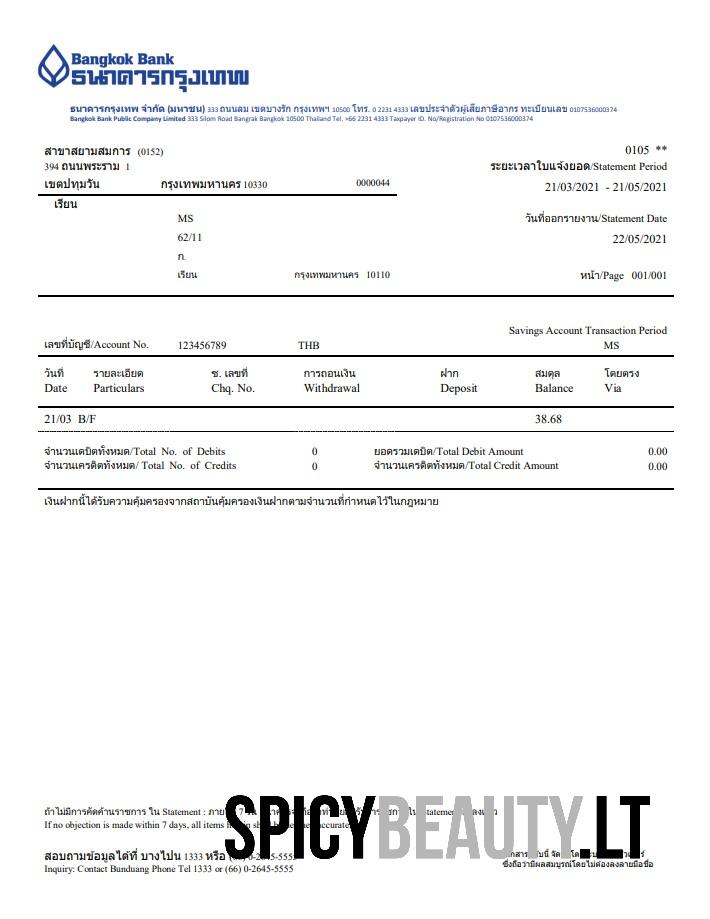 Bangkok Bank
ธนาคารกรุงเทพ
ธนาคารกรุงเทพ จำกัด (มหาชน) 333 ถนนสีลม เขตบางรัก กรุงเทพฯ 10500 โทร. 0 2231 4333 เลขประจำตัวผู้เสียภาษีอากร ทะเบียนเลข 0107536000374
Bangkok Bank Public Company Limited 333 Silom Road Bangrak Bangkok 10500 Thailand Tel. +66 2231 4333 Taxpayer ID. No/Registration No 0107536000374
สาขาสยามสมการ (0152) 0105 **
394 ถนนพระราม 1 ระยะเวลาใบแจ้งยอด/Statement Period
เขตปทุมวัน กรุงเทพมหานคร 10330 0000044 21/03/2021 - 21/05/2021
เรียน
MS วันที่ออกรายงาน/Statement Date
62/11 22/05/2021
ก.
เรียน กรุงเทพมหานคร 10110 หน้า/Page 001/001
Savings Account Transaction Period
เลขที่บัญชี/Account No. 123456789 THB MS
วันที่ รายละเอียด ช. เลขที่ การถอนเงิน ฝาก สมดุล โดยตรง
Date Particulars Chq. No. Withdrawal Deposit Balance Via
21/03 B/F 38.68
จำนวนเดบิตทั้งหมด/Total No. of Debits 0 ยอดรวมเดบิต/Total Debit Amount 0.00
จำนวนเครดิตทั้งหมด/ Total No. of Credits 0 จำนวนเครดิตทั้งหมด/Total Credit Amount 0.00
เงินฝากนี้ได้รับความคุ้มครองจากสถาบันคุ้มครองเงินฝากตามจำนวนที่กำหนดไว้ในกฎหมาย
ถ้าไม่มีการคัดค้านรายการ ใน Statement :
If no objection is made within 7 days, all items
SPICYBEAUTY.LT
สอบถามข้อมูลได้ที่ บางโปน 1333 หรือ (66) 0-2645-5555
Inquiry: Contact Bunduang Phone Tel 1333 or (66) 0-2645-5555
ซึ่งถือว่ามีผลสมบูรณ์โดยไม่ต้องลงลายมือชื่อ